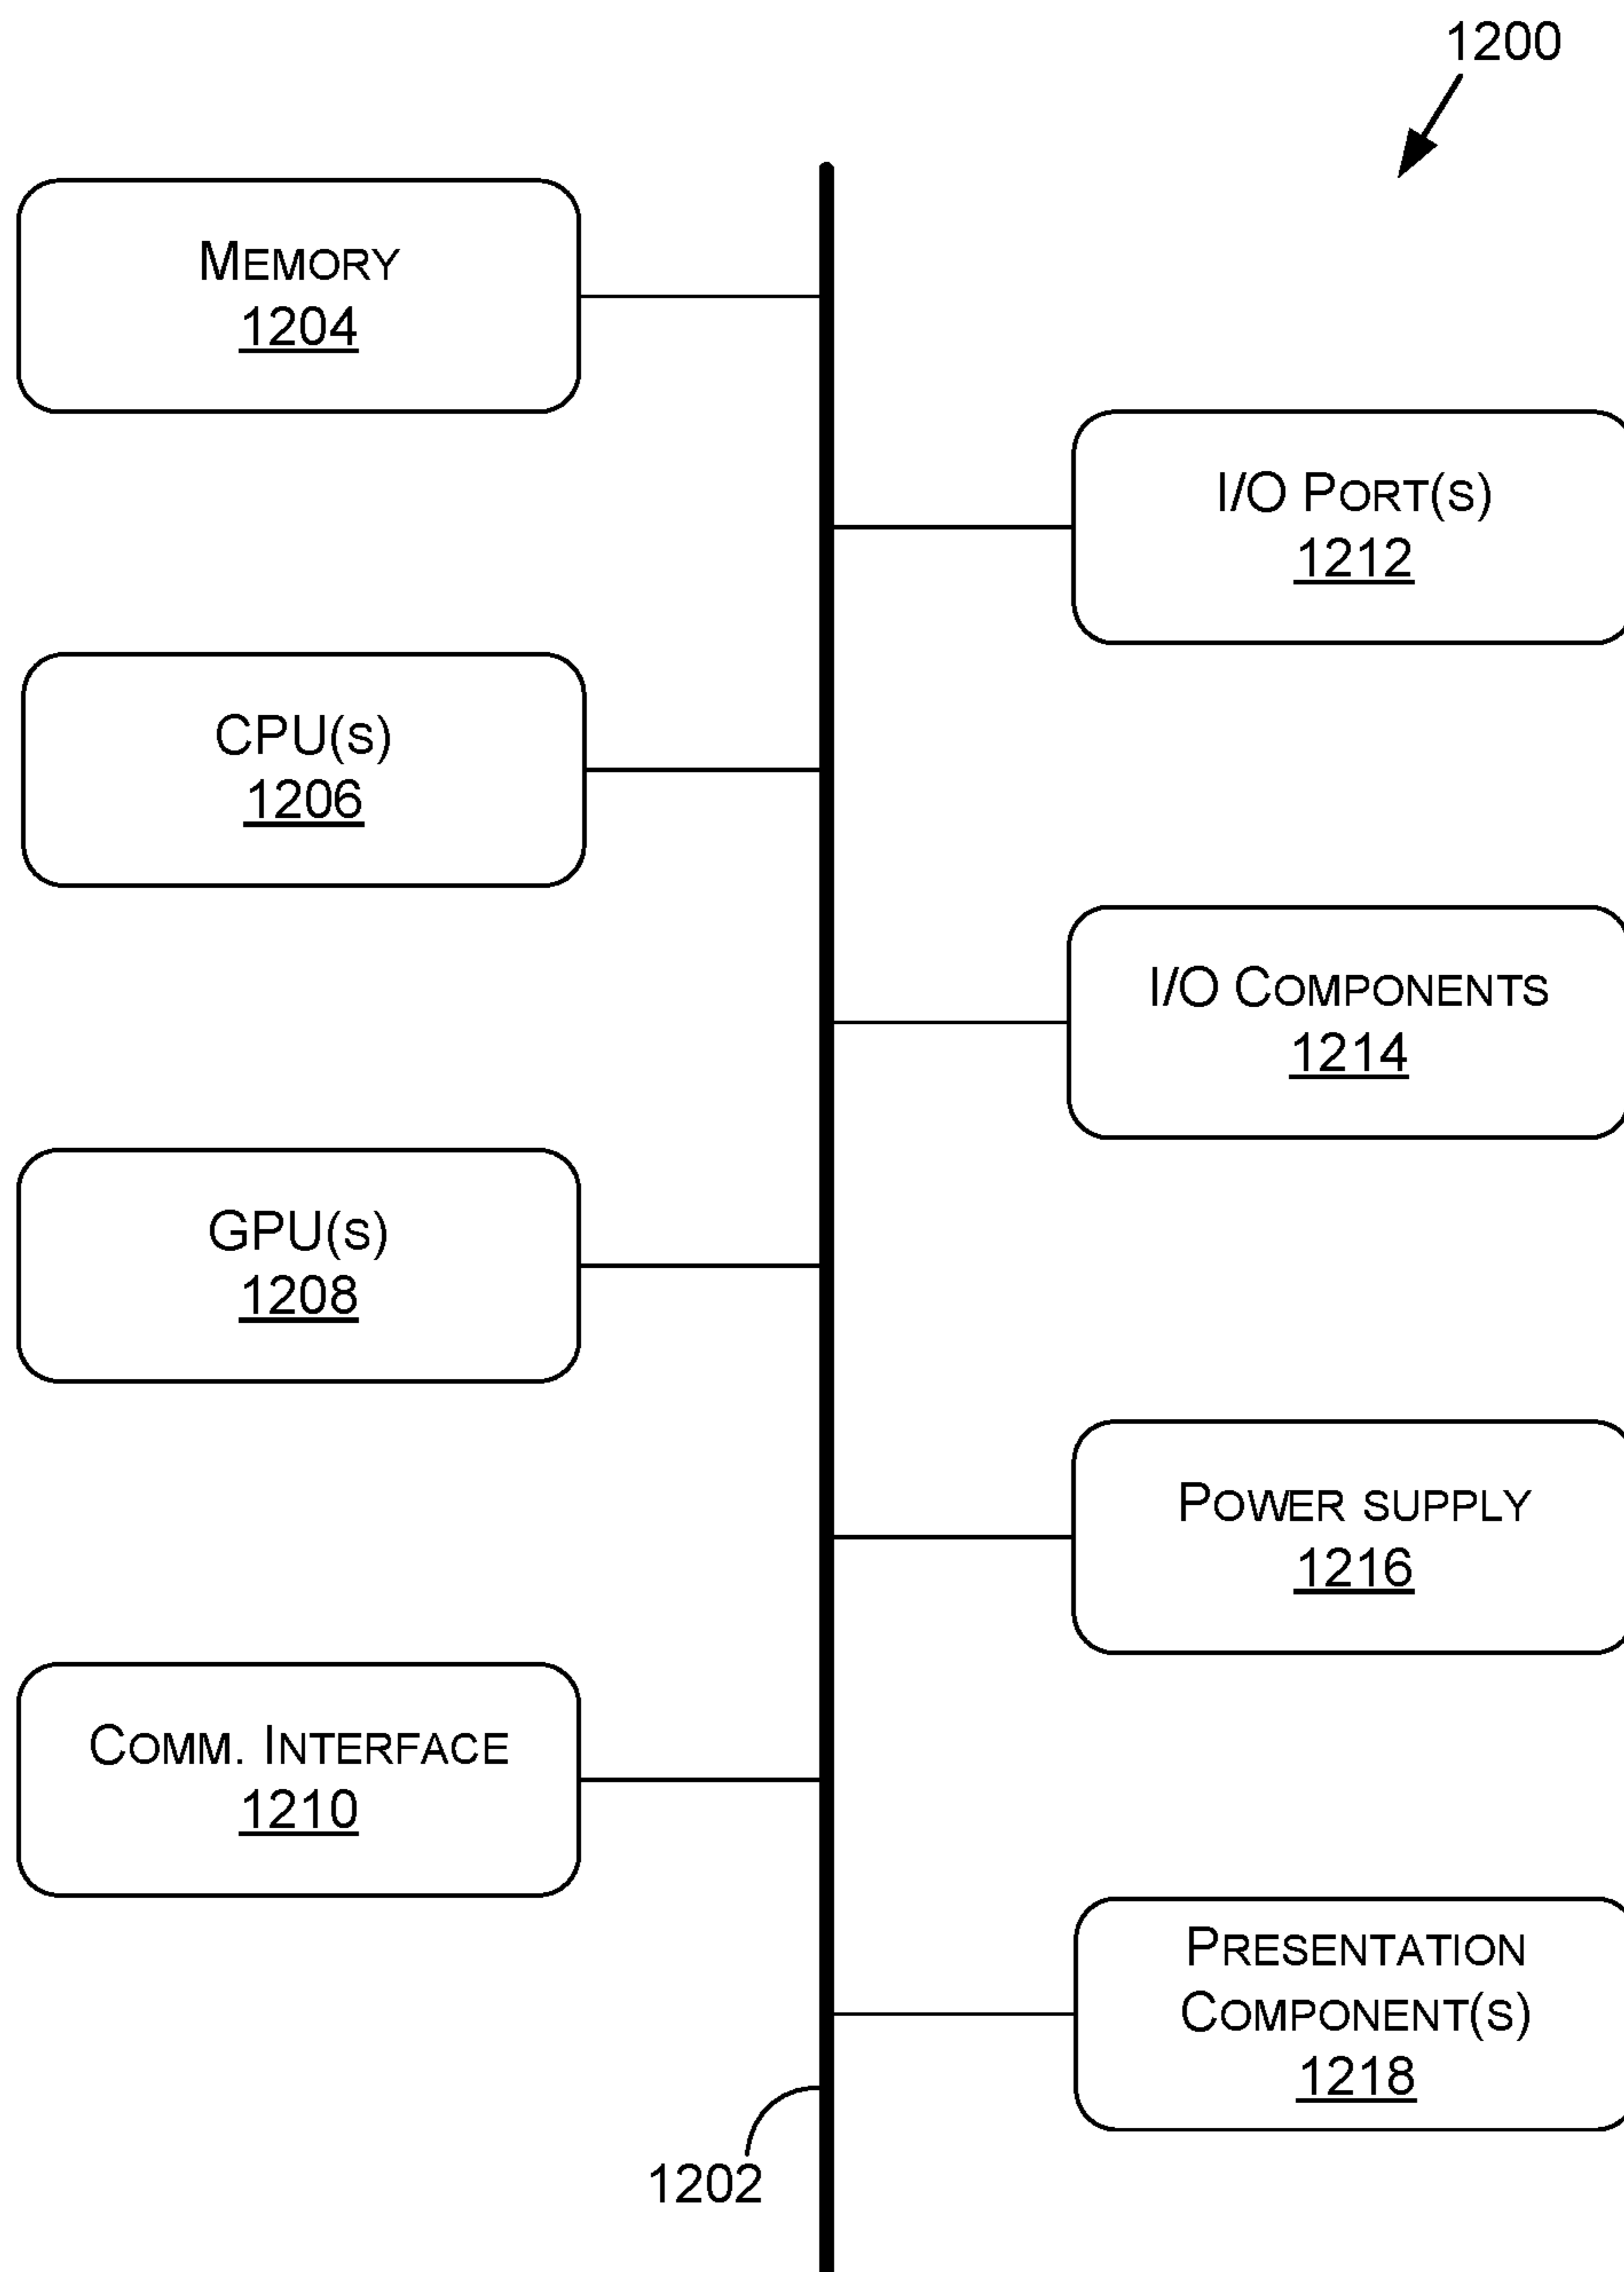 1200
MEMORY
1204
I/O PORT(S)
1212
CPU(S)
1206
I/O COMPONENTS
1214
GPU(S)
1208
POWER SUPPLY
1216
COMM. INTERFACE
1210
PRESENTATION
COMPONENT(S)
1218
1202